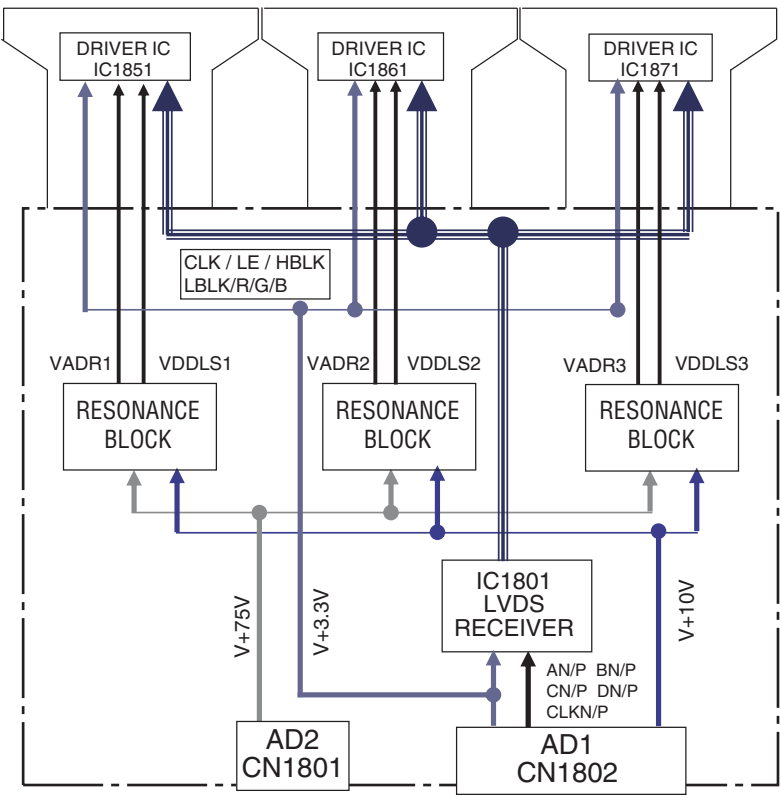 DRIVER IC
IC1851
DRIVER IC
IC1861
DRIVER IC
IC1871
CLK / LE / HBLK
LBLK/R/G/B
VADR1
VDDLS1
VADR2
VDDLS2
VADR3
VDDLS3
RESONANCE
BLOCK
RESONANCE
BLOCK
RESONANCE
BLOCK
V+75V
V+3.3V
IC1801
LVDS
RECEIVER
V+10V
AN/P BN/P
CN/P DN/P
CLKN/P
AD2
CN1801
AD1
CN1802